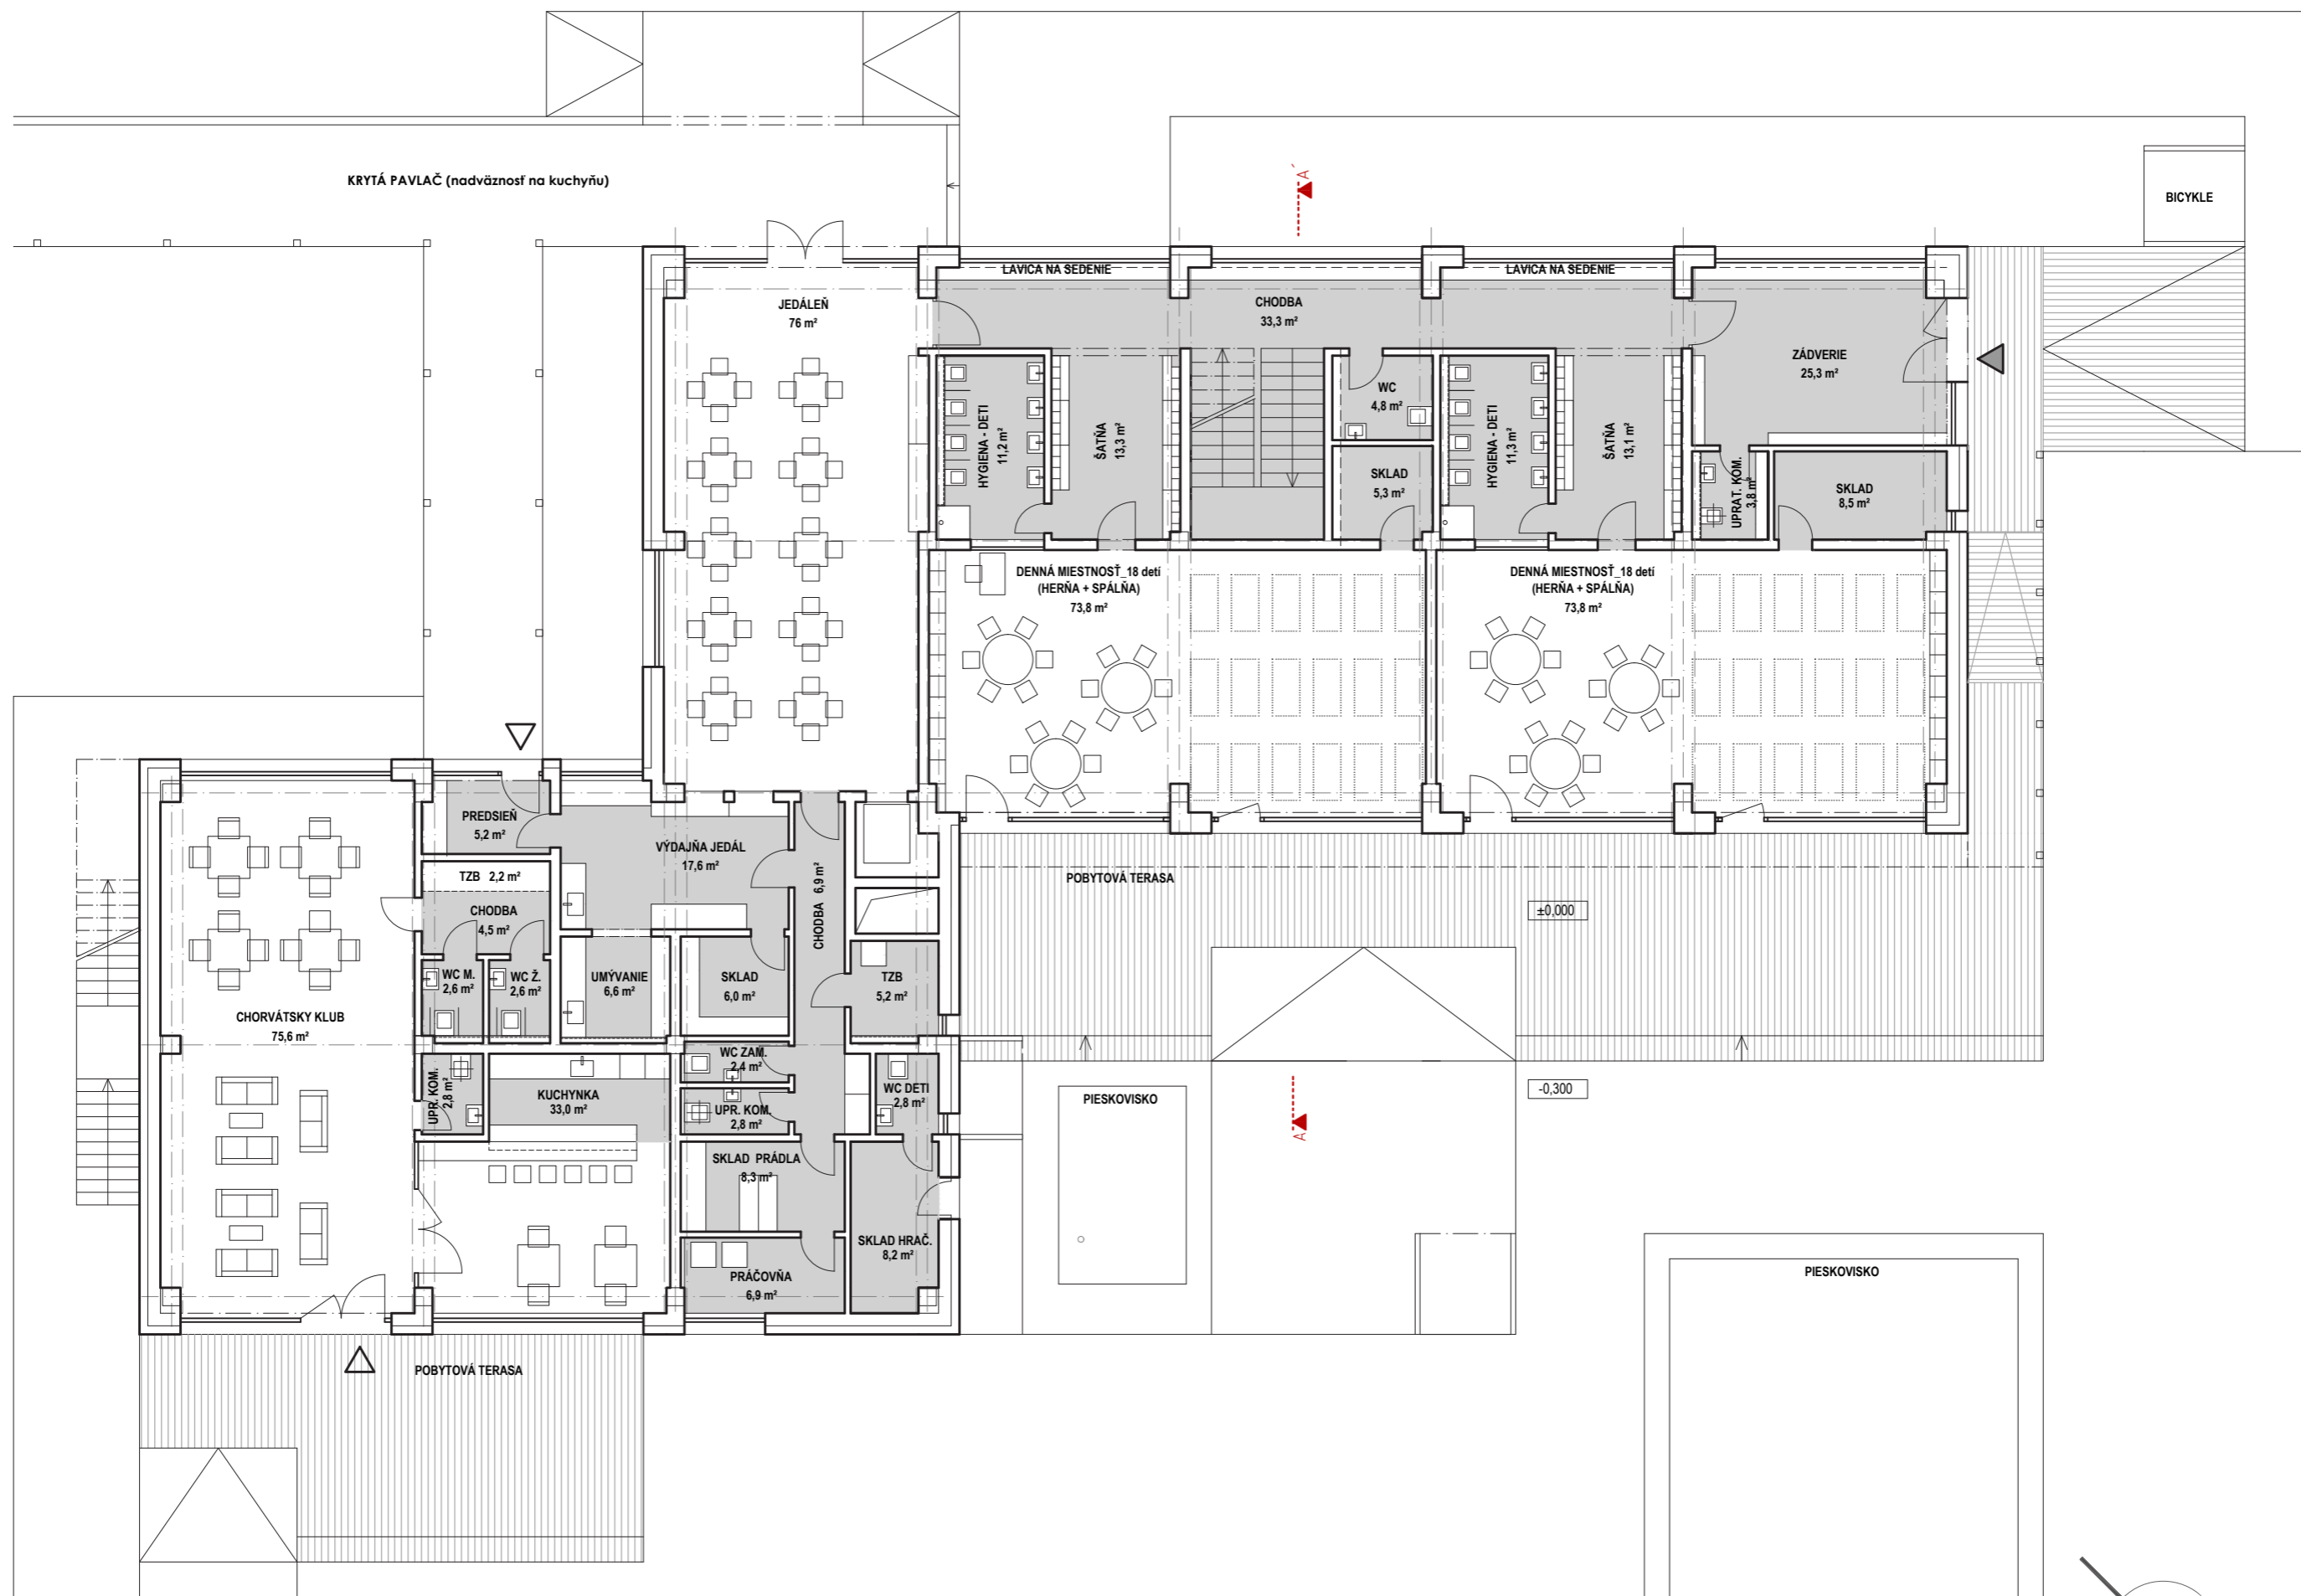 KRYTÁ PAVLAČ (nadväznosť na kuchyňu)
A´
BICYKLE
LAVICA NA SEDENIE
LAVICA NA SEDENIE
JEDÁLEŇ
76 m²
CHODBA
33,3 m²
ZÁDVERIE
25,3 m²
HYGIENA - DETI
11,2 m²
ŠATŇA
13,3 m²
WC
4,8 m²
SKLAD
5,3 m²
HYGIENA - DETI
11,3 m²
ŠATŇA
13,1 m²
UPRAT. KOM.
3,8 m²
SKLAD
8,5 m²
DENNÁ MIESTNOSŤ_18 detí
(HERŇA + SPÁLŇA)
73,8 m²
DENNÁ MIESTNOSŤ_18 detí
(HERŇA + SPÁLŇA)
73,8 m²
PREDSIEŇ
5,2 m²
VÝDAJŇA JEDÁL
17,6 m²
TZB 2,2 m²
CHODBA
4,5 m²
CHODBA 6,9 m²
POBYTOVÁ TERASA
±0,000
WC M.
2,6 m²
WC Ž.
2,6 m²
UMÝVANIE
6,6 m²
SKLAD
6,0 m²
TZB
5,2 m²
CHORVÁTSKY KLUB
75,6 m²
UPR. KOM.
2,8 m²
KUCHYNKA
33,0 m²
WC ZAM.
2,4 m²
UPR. KOM.
2,8 m²
WC DETI
2,8 m²
PIESKOVISKO
-0,300
A
SKLAD PRÁDLA
8,3 m²
SKLAD HRAČ.
8,2 m²
PRÁČOVŇA
6,9 m²
PIESKOVISKO
POBYTOVÁ TERASA